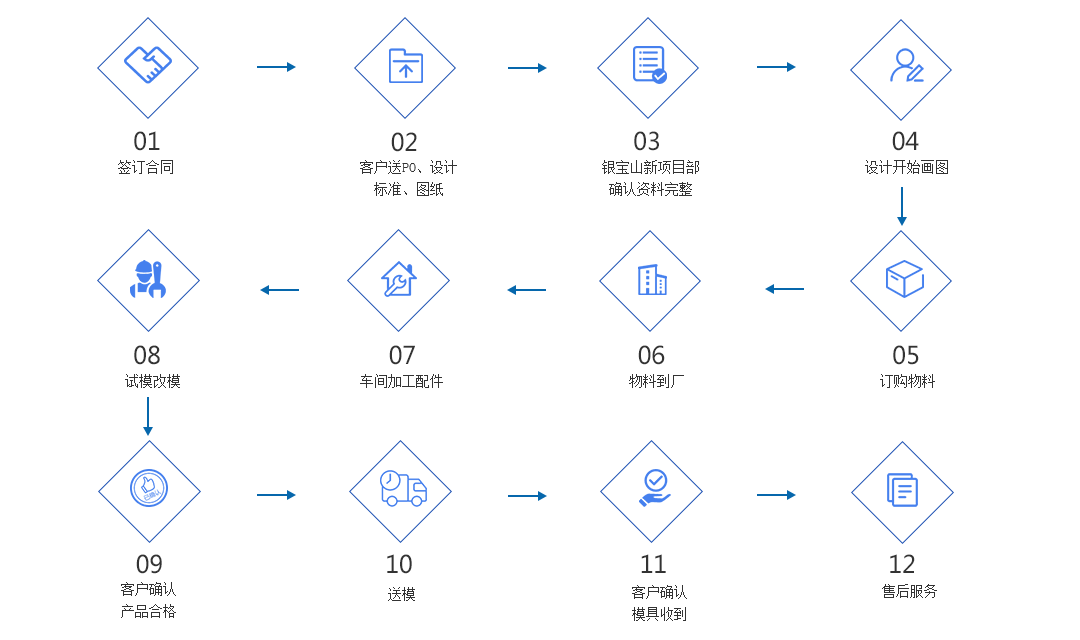 01
签订合同
02
客户送PO、设计
标准、图纸
03
银宝山新项目部
确认资料完整
04
设计开始画图
05
订购物料
06
物料到厂
07
车间加工配件
08
试模改模
09
客户确认
产品合格
10
送模
11
客户确认
模具收到
12
售后服务